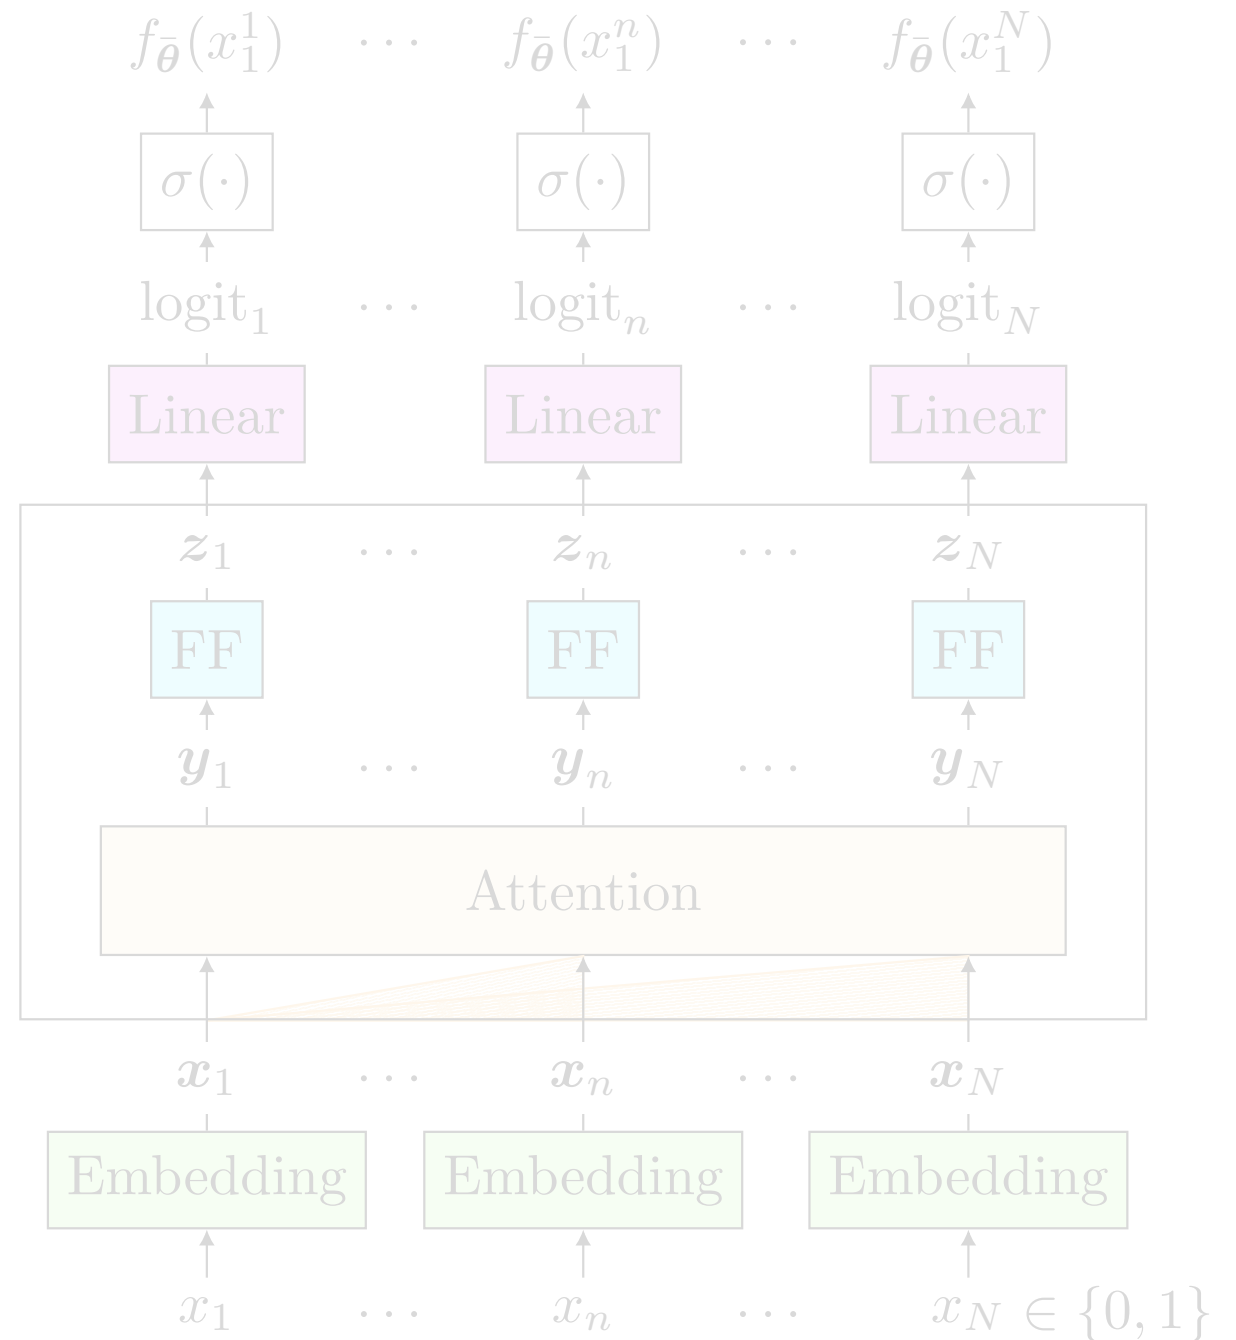 f_θ̄(x_1^1) ⋯ f_θ̄(x_1^n) ⋯ f_θ̄(x_1^N)
σ(·) σ(·) σ(·)
logit_1 ⋯ logit_n ⋯ logit_N
Linear Linear Linear
z_1 ⋯ z_n ⋯ z_N
FF FF FF
y_1 ⋯ y_n ⋯ y_N
Attention
x_1 ⋯ x_n ⋯ x_N
Embedding Embedding Embedding
x_1 ⋯ x_n ⋯ x_N ∈ {0, 1}